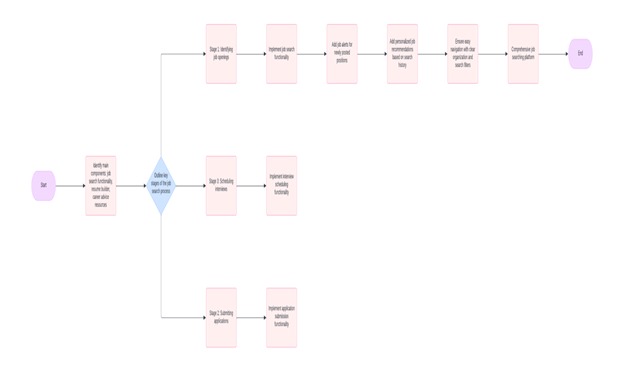 Stage 1: Identifying
job openings
Implement job search
functionality
Add job alerts for
newly posted
positions
Add personalized job
recommendations
based on search
history
Ensure easy
navigation with clear
organization and
search filters
Comprehensive job
searching platform
End
Start
Identify main
components: job
search functionality,
resume builder,
career advice
resources
Outline key
stages of the job
search process
Stage 3: Scheduling
interviews
Implement interview
scheduling
functionality
Stage 2: Submitting
applications
Implement application
submission
functionality